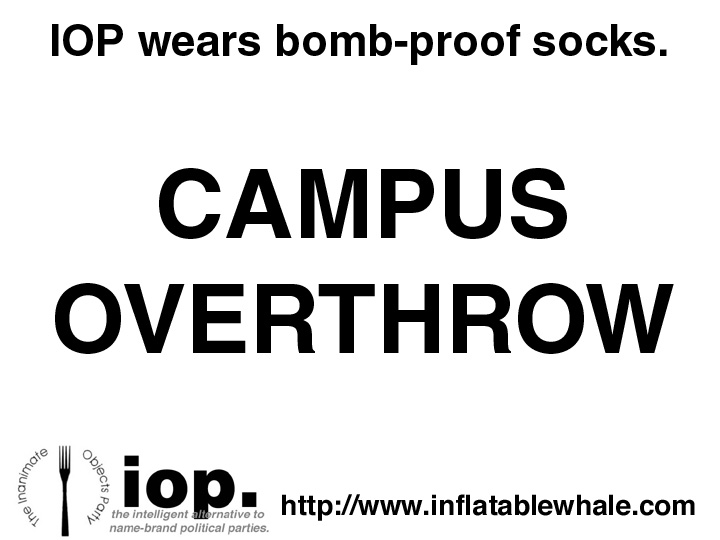 IOP wears bomb-proof socks.
CAMPUS
OVERTHROW
The Inanimate
Objects Party
iop.
the intelligent alternative to
name-brand political parties.
http://www.inflatablewhale.com